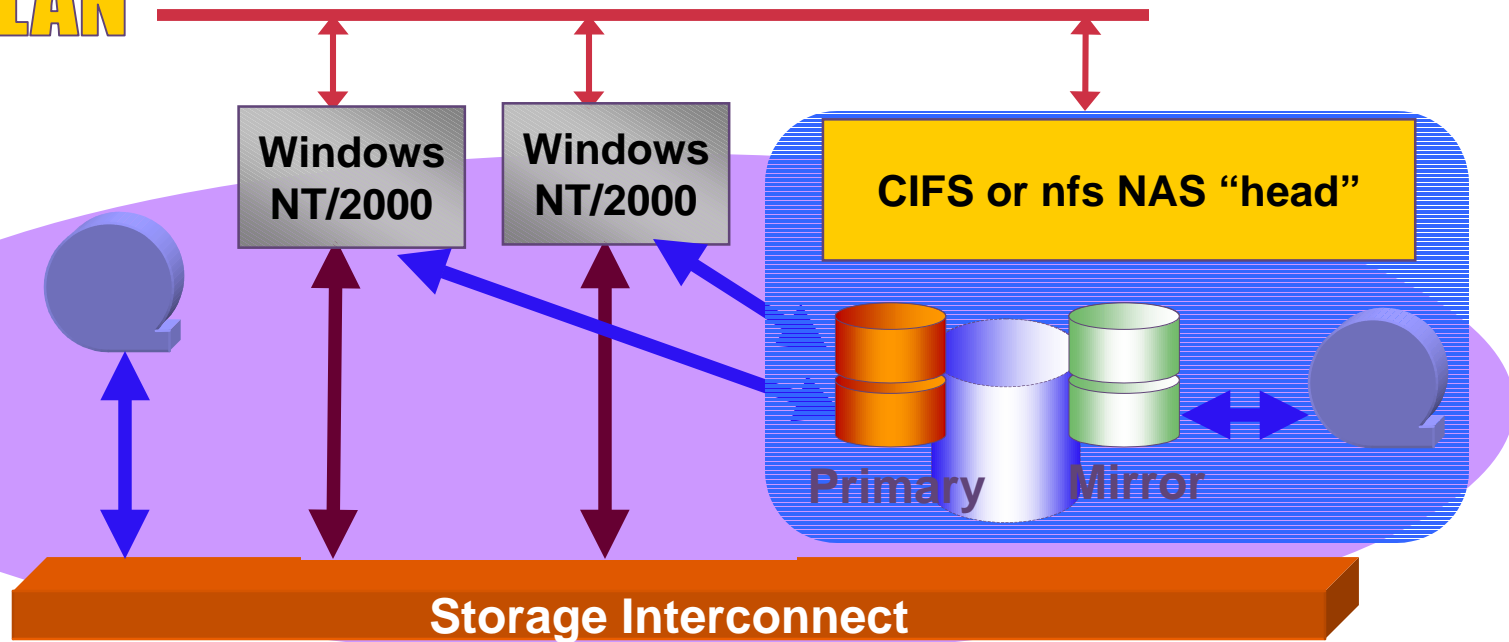 LAN
Windows
NT/2000
Windows
NT/2000
CIFS or nfs NAS “head”
Primary
Mirror
Storage Interconnect